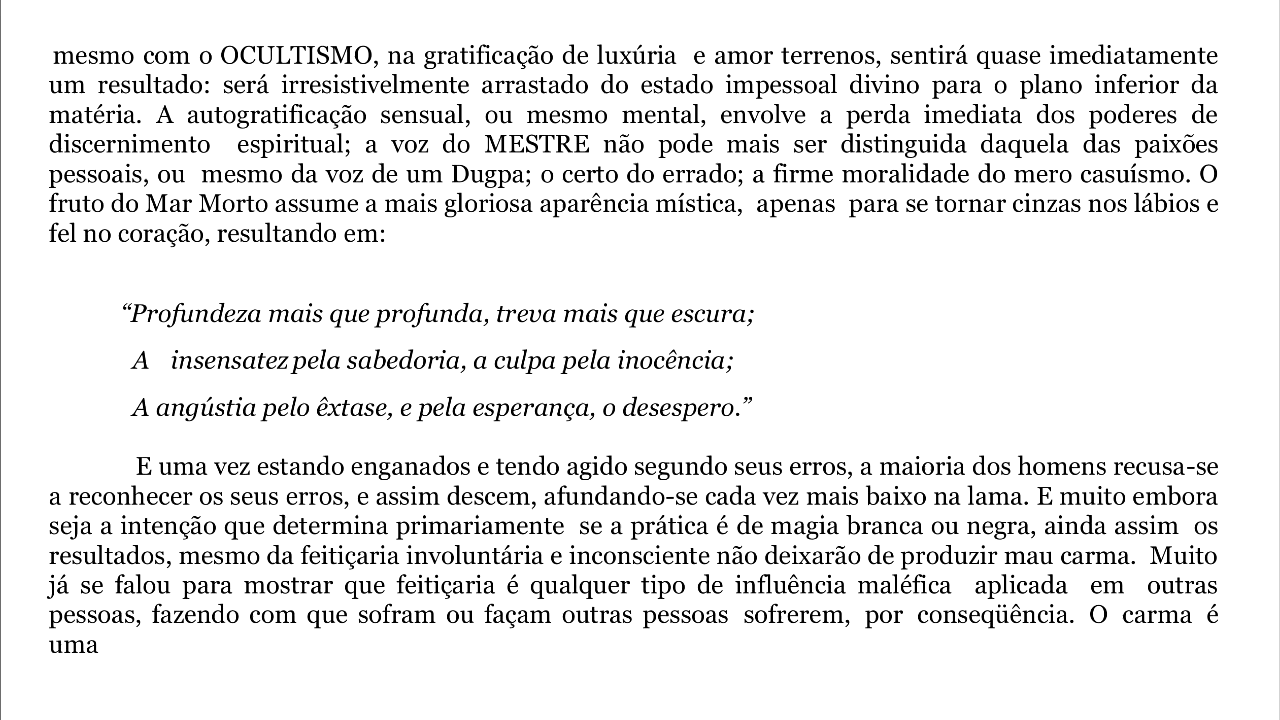 mesmo com o OCULTISMO, na gratificação de luxúria e amor terrenos, sentirá quase imediatamente
um resultado: será irresistivelmente arrastado do estado impessoal divino para o plano inferior da
matéria. A autogratificação sensual, ou mesmo mental, envolve a perda imediata dos poderes de
discernimento espiritual; a voz do MESTRE não pode mais ser distinguida daquela das paixões
pessoais, ou mesmo da voz de um Dugpa; o certo do errado; a firme moralidade do mero casuísmo. O
fruto do Mar Morto assume a mais gloriosa aparência mística, apenas para se tornar cinzas nos lábios e
fel no coração, resultando em:
“Profundeza mais que profunda, treva mais que escura;
A insensatez pela sabedoria, a culpa pela inocência;
A angústia pelo êxtase, e pela esperança, o desespero.”
E uma vez estando enganados e tendo agido segundo seus erros, a maioria dos homens recusa-se
a reconhecer os seus erros, e assim descem, afundando-se cada vez mais baixo na lama. E muito embora
seja a intenção que determina primariamente se a prática é de magia branca ou negra, ainda assim os
resultados, mesmo da feitiçaria involuntária e inconsciente não deixarão de produzir mau carma. Muito
já se falou para mostrar que feitiçaria é qualquer tipo de influência maléfica aplicada em outras
pessoas, fazendo com que sofram ou façam outras pessoas sofrerem, por conseqüência. O carma é
uma